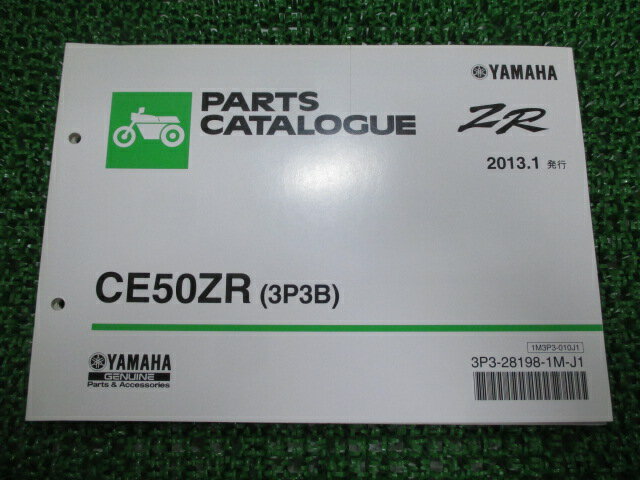 YAMAHA
PARTS
CATALOGUE
ZR
2013.1 発行
CE50ZR (3P3B)
1M3P3-010J1
YAMAHA
GENUINE
Parts & Accessories
3P3-28198-1M-J1